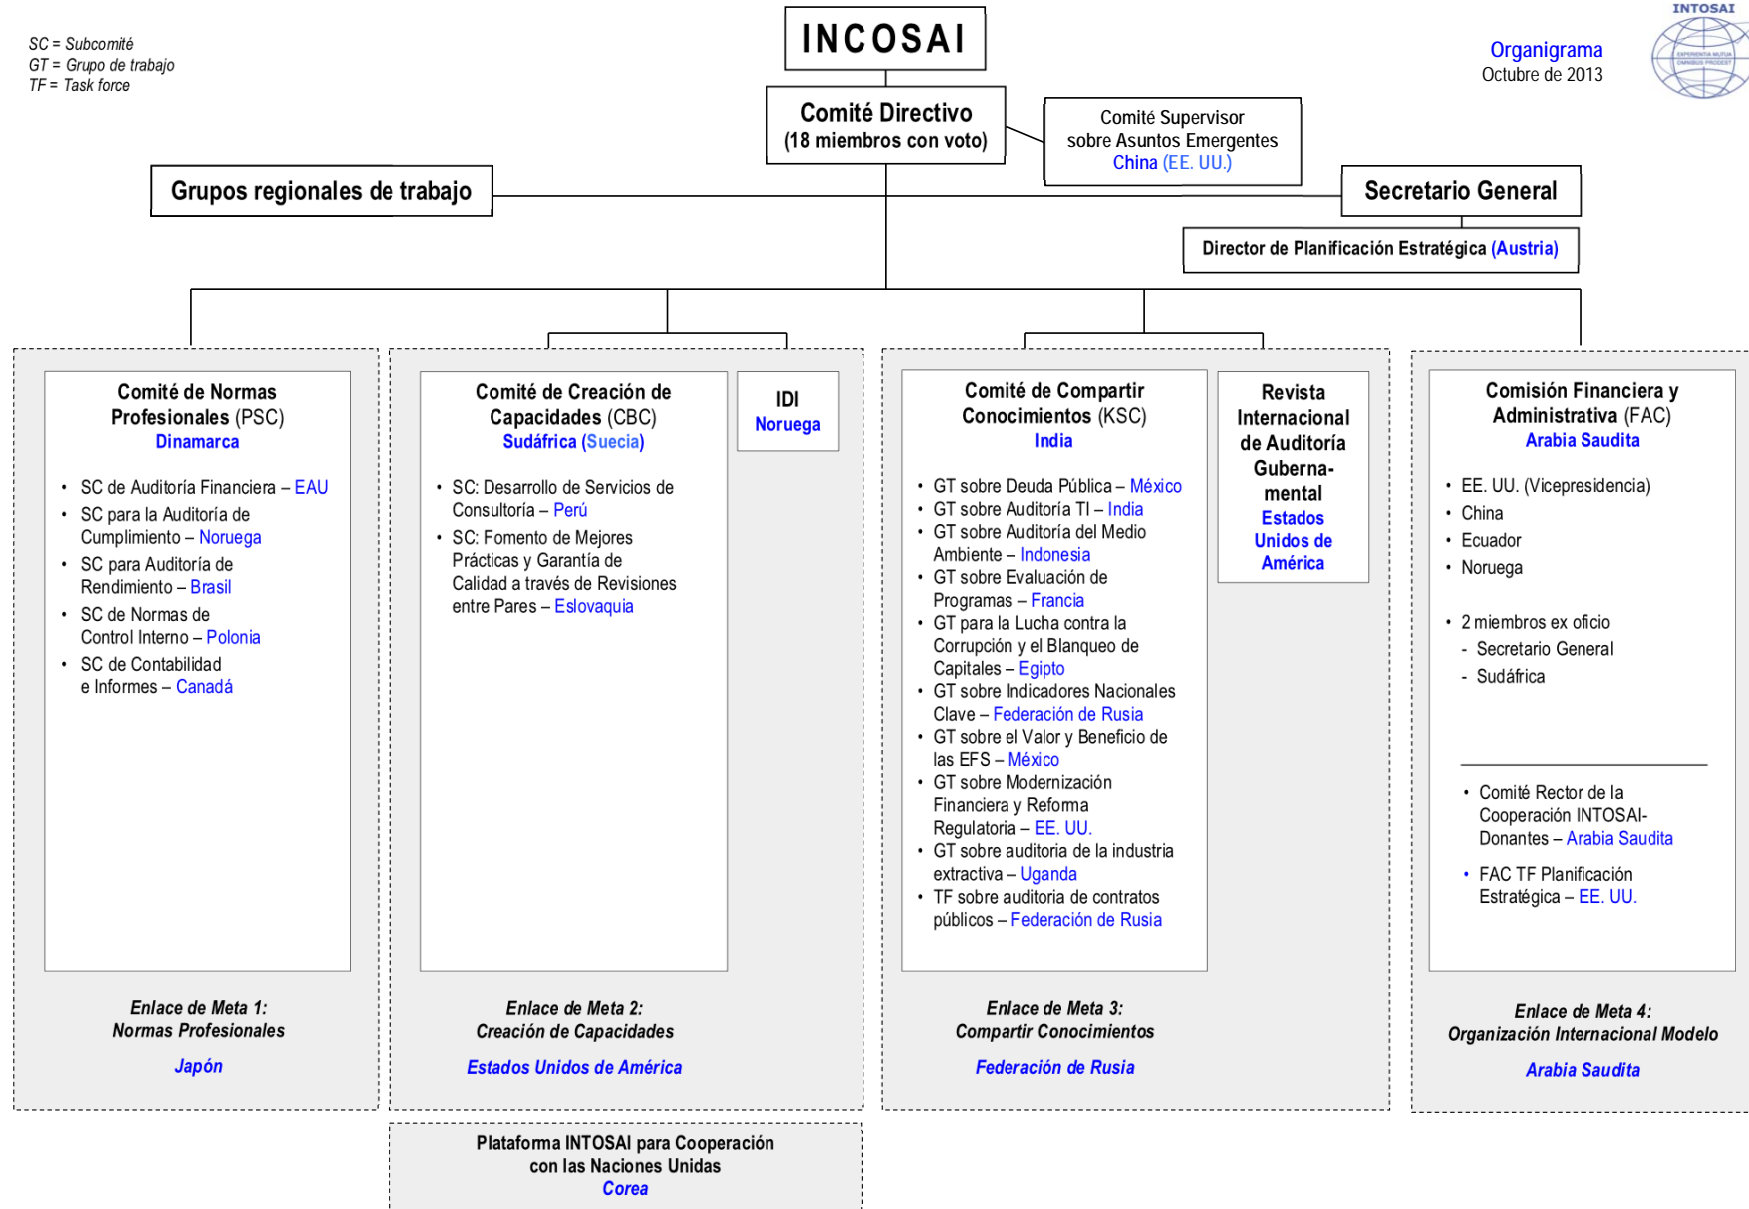 SC = Subcomité
GT = Grupo de trabajo
TF = Task force
INCOSAI
Organigrama
Octubre de 2013
INTOSAI
EXPERIENTIA MUTUA
OMNIBUS PRODEST
Comité Directivo
(18 miembros con voto)
Comité Supervisor
sobre Asuntos Emergentes
China (EE. UU.)
Grupos regionales de trabajo
Secretario General
Director de Planificación Estratégica (Austria)
Comité de Normas
Profesionales (PSC)
Dinamarca
• SC de Auditoría Financiera – EAU
• SC para la Auditoría de
Cumplimiento – Noruega
• SC para Auditoría de
Rendimiento – Brasil
• SC de Normas de
Control Interno – Polonia
• SC de Contabilidad
e Informes – Canadá
Enlace de Meta 1:
Normas Profesionales
Japón
Comité de Creación de
Capacidades (CBC)
Sudáfrica (Suecia)
• SC: Desarrollo de Servicios de
Consultoría – Perú
• SC: Fomento de Mejores
Prácticas y Garantía de
Calidad a través de Revisiones
entre Pares – Eslovaquia
IDI
Noruega
Enlace de Meta 2:
Creación de Capacidades
Estados Unidos de América
Comité de Compartir
Conocimientos (KSC)
India
• GT sobre Deuda Pública – México
• GT sobre Auditoría TI – India
• GT sobre Auditoría del Medio
Ambiente – Indonesia
• GT sobre Evaluación de
Programas – Francia
• GT para la Lucha contra la
Corrupción y el Blanqueo de
Capitales – Egipto
• GT sobre Indicadores Nacionales
Clave – Federación de Rusia
• GT sobre el Valor y Beneficio de
las EFS – México
• GT sobre Modernización
Financiera y Reforma
Regulatoria – EE. UU.
• GT sobre auditoria de la industria
extractiva – Uganda
• TF sobre auditoria de contratos
públicos – Federación de Rusia
Revista
Internacional
de Auditoría
Guberna-
mental
Estados
Unidos de
América
Enlace de Meta 3:
Compartir Conocimientos
Federación de Rusia
Comisión Financiera y
Administrativa (FAC)
Arabia Saudita
• EE. UU. (Vicepresidencia)
• China
• Ecuador
• Noruega
• 2 miembros ex oficio
- Secretario General
- Sudáfrica
• Comité Rector de la
Cooperación INTOSAI-
Donantes – Arabia Saudita
• FAC TF Planificación
Estratégica – EE. UU.
Enlace de Meta 4:
Organización Internacional Modelo
Arabia Saudita
Plataforma INTOSAI para Cooperación
con las Naciones Unidas
Corea